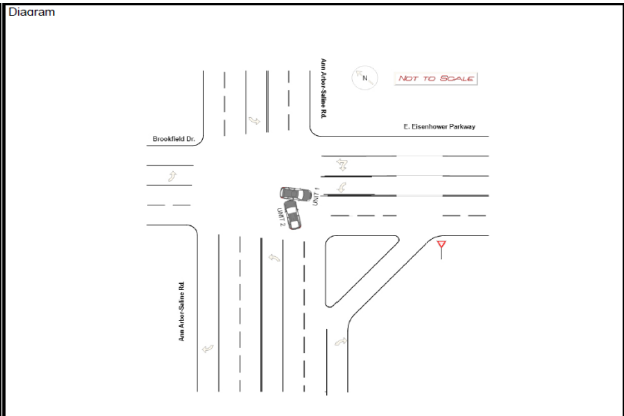 Diagram
Ann Arbor-Saline Rd.
N
NOT TO SCALE
E. Eisenhower Parkway
Brookfield Dr.
UNIT 1
UNIT 2
Ann Arbor-Saline Rd.